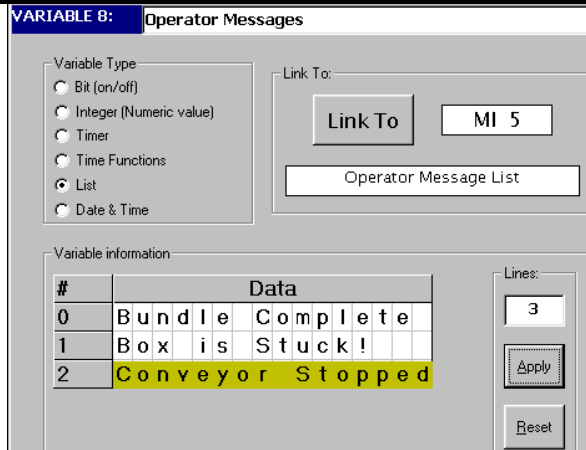 VARIABLE 8: Operator Messages
Variable Type
Bit (on/off)
Integer (Numeric value)
Timer
Time Functions
List
Date & Time
Link To:
Link To MI 5
Operator Message List
Variable information
# Data
0 Bundle Complete
1 Box is Stuck!
2 Conveyor Stopped
Lines:
3
Apply
Reset